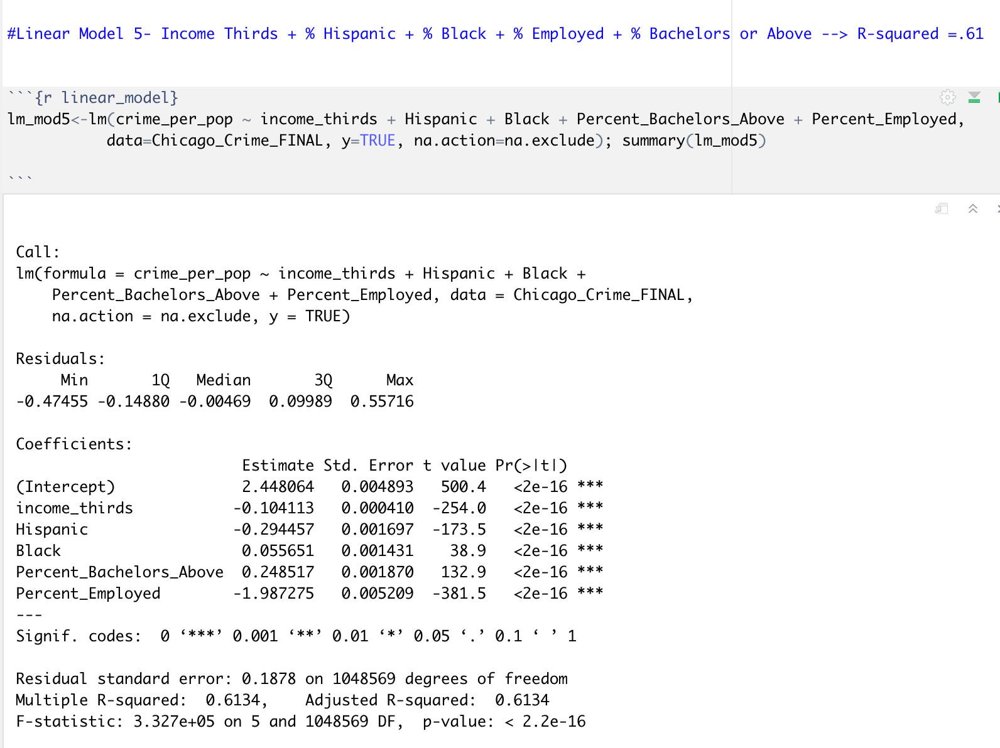 #Linear Model 5- Income Thirds + % Hispanic + % Black + % Employed + % Bachelors or Above --> R-squared =.61
```{r linear_model}
lm_mod5<-lm(crime_per_pop ~ income_thirds + Hispanic + Black + Percent_Bachelors_Above + Percent_Employed,
           data=Chicago_Crime_FINAL, y=TRUE, na.action=na.exclude); summary(lm_mod5)
```
Call:
lm(formula = crime_per_pop ~ income_thirds + Hispanic + Black +
    Percent_Bachelors_Above + Percent_Employed, data = Chicago_Crime_FINAL,
    na.action = na.exclude, y = TRUE)
Residuals:
     Min       1Q   Median       3Q      Max
-0.47455 -0.14880 -0.00469  0.09989  0.55716
Coefficients:
                         Estimate Std. Error t value Pr(>|t|)
(Intercept)              2.448064   0.004893   500.4   <2e-16 ***
income_thirds           -0.104113   0.000410  -254.0   <2e-16 ***
Hispanic                -0.294457   0.001697  -173.5   <2e-16 ***
Black                    0.055651   0.001431    38.9   <2e-16 ***
Percent_Bachelors_Above  0.248517   0.001870   132.9   <2e-16 ***
Percent_Employed        -1.987275   0.005209  -381.5   <2e-16 ***
---
Signif. codes:  0 ‘***’ 0.001 ‘**’ 0.01 ‘*’ 0.05 ‘.’ 0.1 ‘ ’ 1
Residual standard error: 0.1878 on 1048569 degrees of freedom
Multiple R-squared:  0.6134,    Adjusted R-squared:  0.6134
F-statistic: 3.327e+05 on 5 and 1048569 DF,  p-value: < 2.2e-16